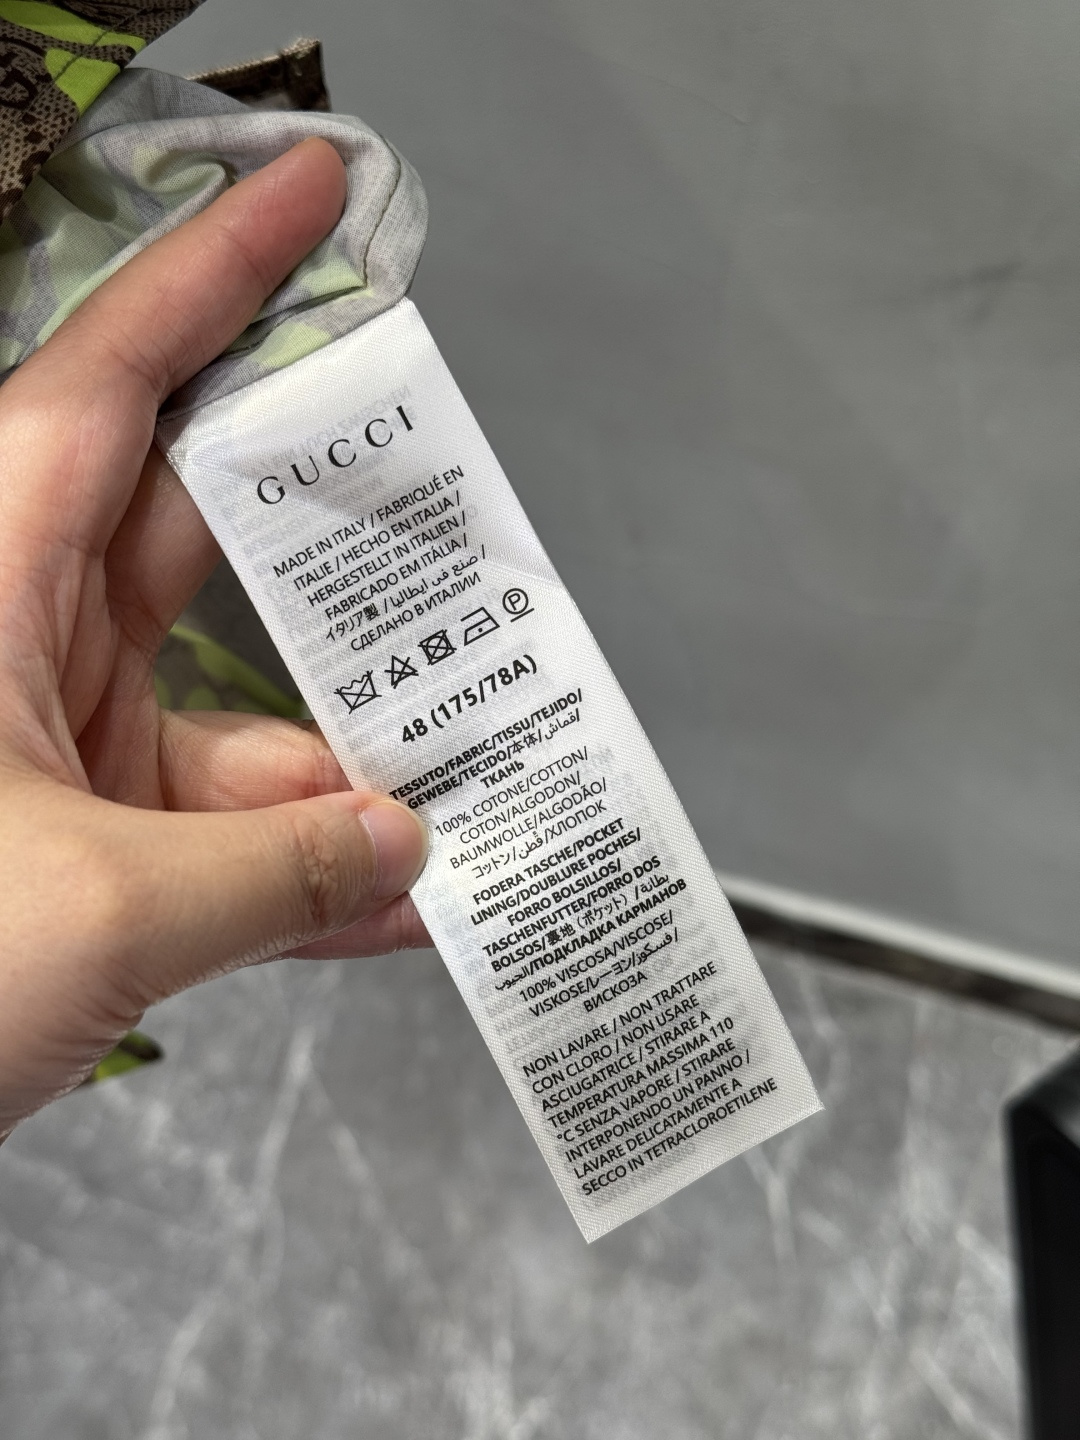 GUCCI
MADE IN ITALY / FABRIQUÉ EN
ITALIE / HECHO EN ITALIA /
HERGESTELLT IN ITALIEN /
FABRICADO EM ITÁLIA /
イタリア製 / صنع في إيطاليا /
СДЕЛАНО В ИТАЛИИ
P
48 (175/78A)
TESSUTO/FABRIC/TISSU/TEJIDO/
GEWEBE/TECIDO/本体/قماش/
ТКАНЬ
100% COTONE/COTTON/
COTON/ALGODON/
BAUMWOLLE/ALGODÃO/
コットン/قطن/ХЛОПОК
FODERA TASCHE/POCKET
LINING/DOUBLURE POCHES/
FORRO BOLSILLOS/
TASCHENFUTTER/FORRO DOS
BOLSOS/裏地 (ポケット) /بطانة
الجيوب/ПОДКЛАДКА КАРМАНОВ
100% VISCOSA/VISCOSE/
VISKOSE/レーヨン/فسكوز/
ВИСКОЗА
NON LAVARE / NON TRATTARE
CON CLORO / NON USARE
ASCIUGATRICE / STIRARE A
TEMPERATURA MASSIMA 110
°C SENZA VAPORE / STIRARE
INTERPONENDO UN PANNO /
LAVARE DELICATAMENTE A
SECCO IN TETRACLOROETILENE